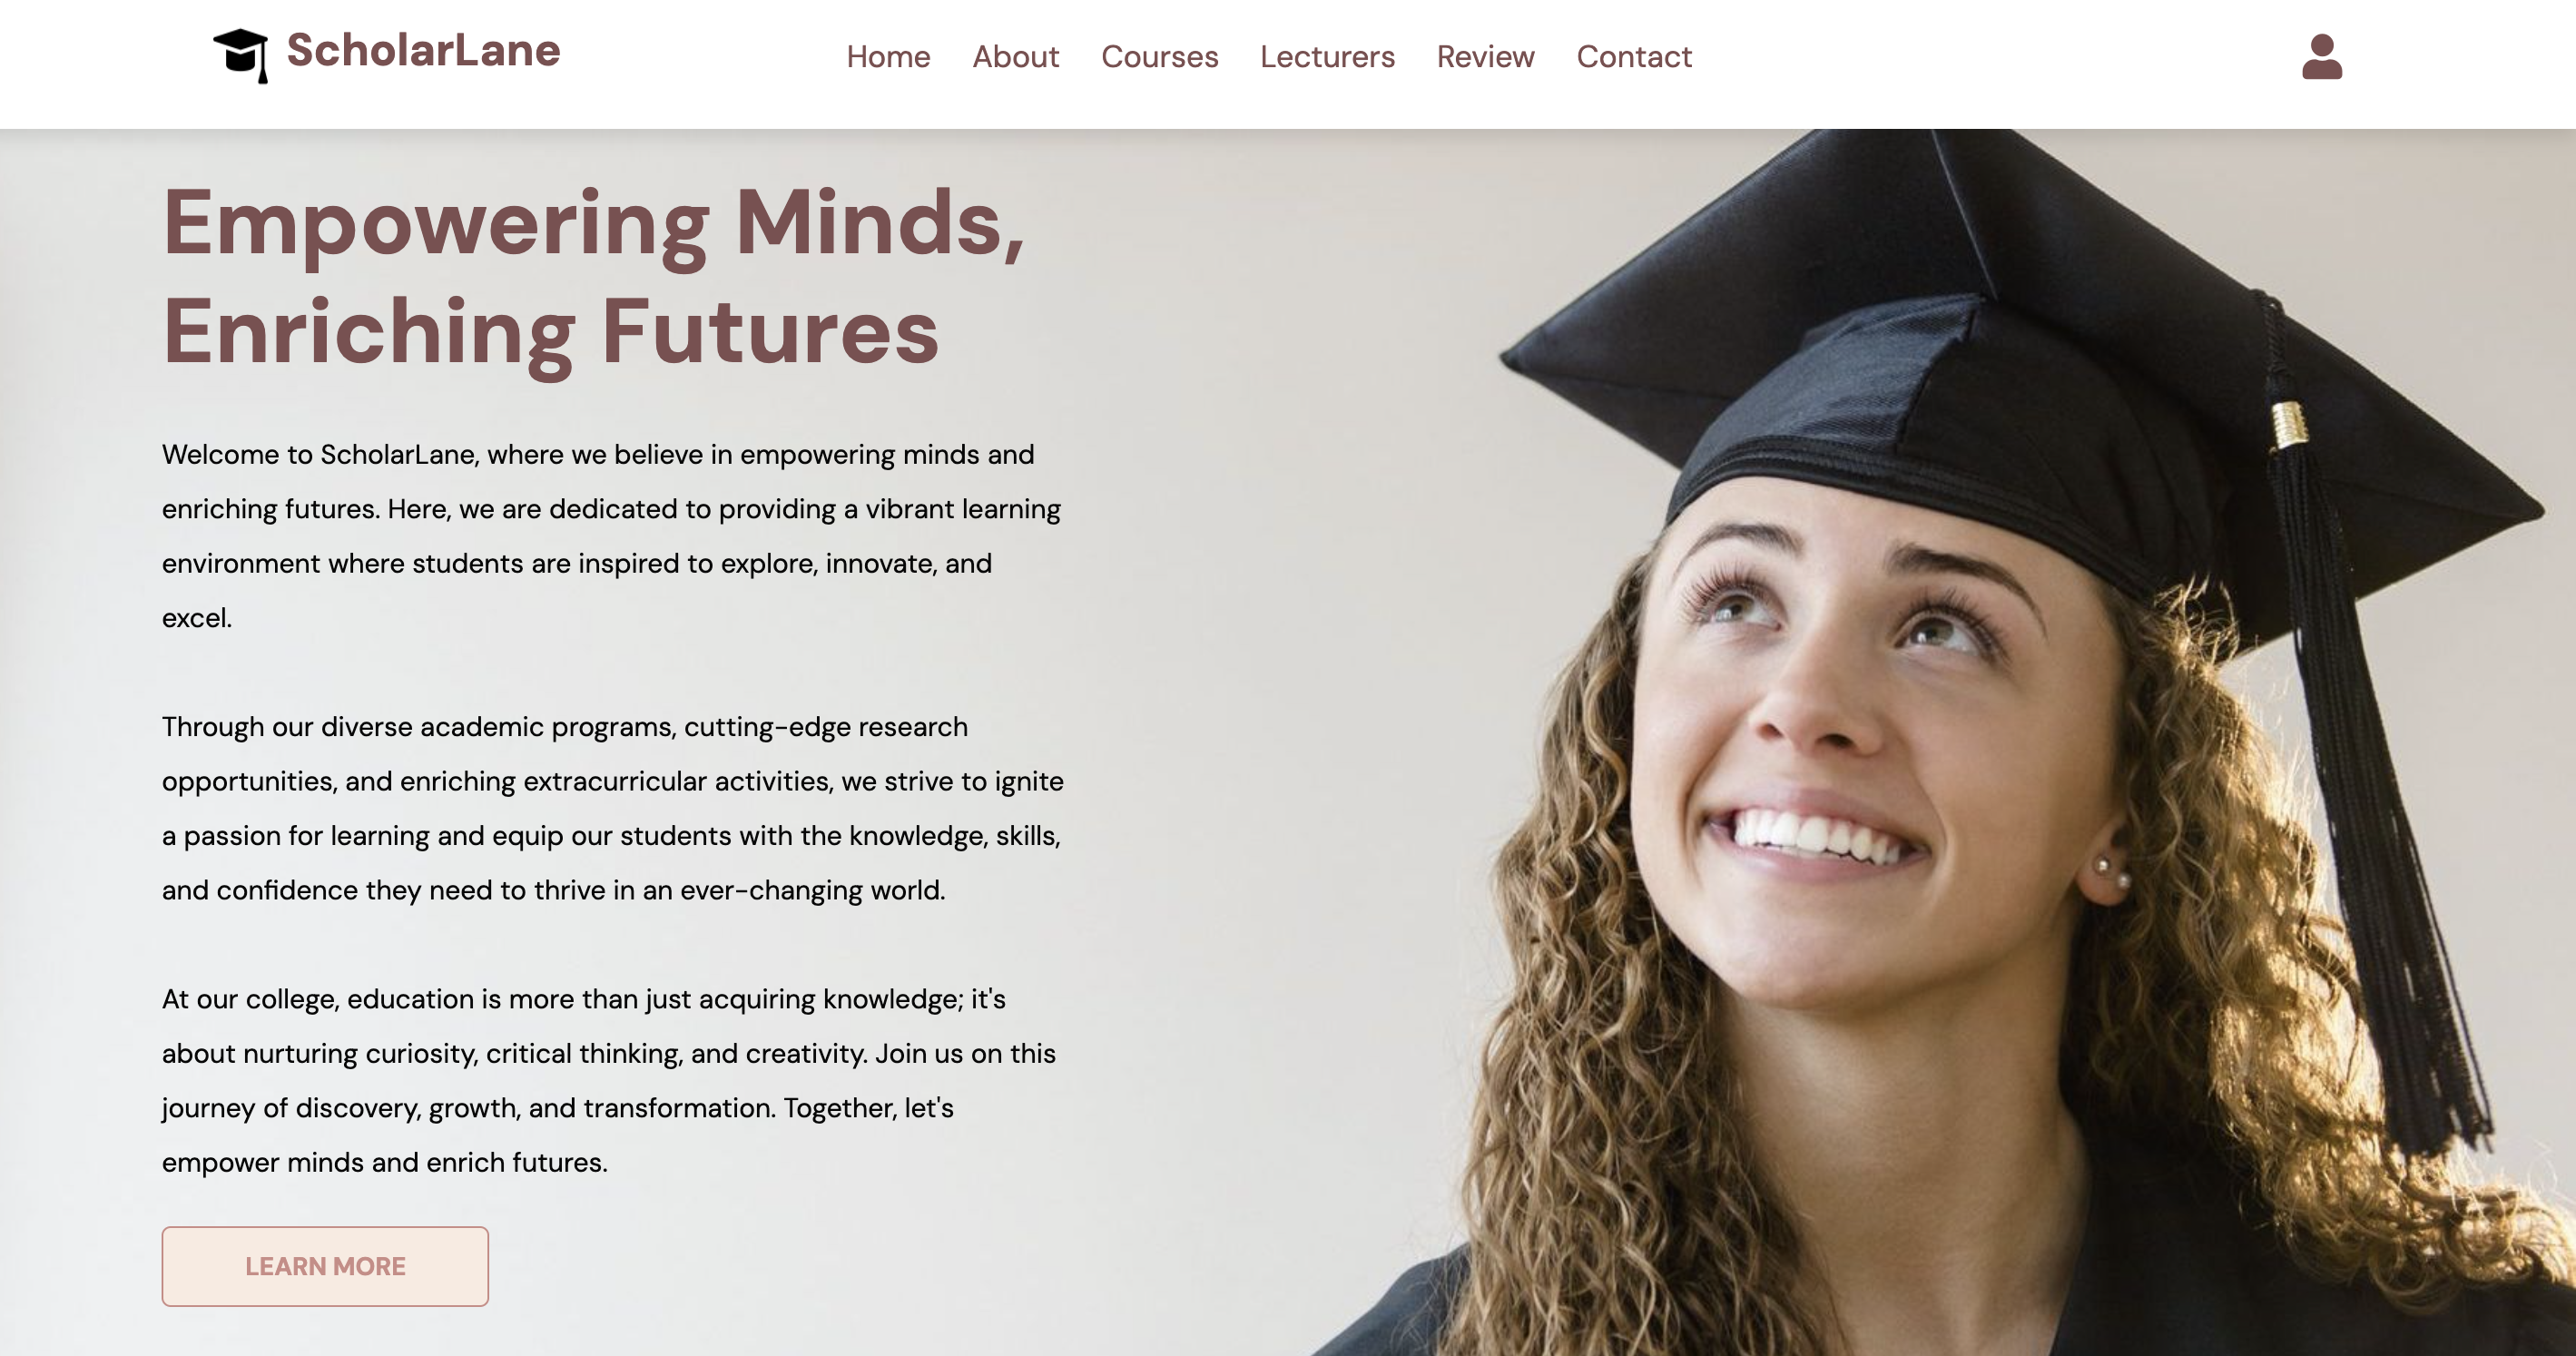 ScholarLane
Home About Courses Lecturers Review Contact
Empowering Minds,
Enriching Futures
Welcome to ScholarLane, where we believe in empowering minds and
enriching futures. Here, we are dedicated to providing a vibrant learning
environment where students are inspired to explore, innovate, and
excel.
Through our diverse academic programs, cutting-edge research
opportunities, and enriching extracurricular activities, we strive to ignite
a passion for learning and equip our students with the knowledge, skills,
and confidence they need to thrive in an ever-changing world.
At our college, education is more than just acquiring knowledge; it's
about nurturing curiosity, critical thinking, and creativity. Join us on this
journey of discovery, growth, and transformation. Together, let's
empower minds and enrich futures.
LEARN MORE